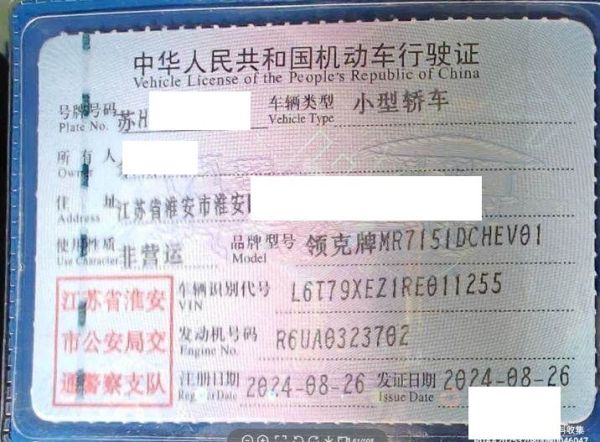 中华人民共和国机动车行驶证
Vehicle License of the People's Republic of China
号牌号码 Plate No. 苏H 车辆类型 Vehicle Type 小型轿车
所有人 Owner
住址 Address 江苏省淮安市淮安
使用性质 Use Character 非营运 品牌型号 Model 领克牌MR7151DCHEV01
江苏省淮安 车辆识别代号 VIN L6T79XEZ1RE011255
市公安局交 发动机号码 Engine No. R6UA0323702
通警察支队 注册日期 Register Date 2024-08-26 发证日期 Issue Date 2024-08-26